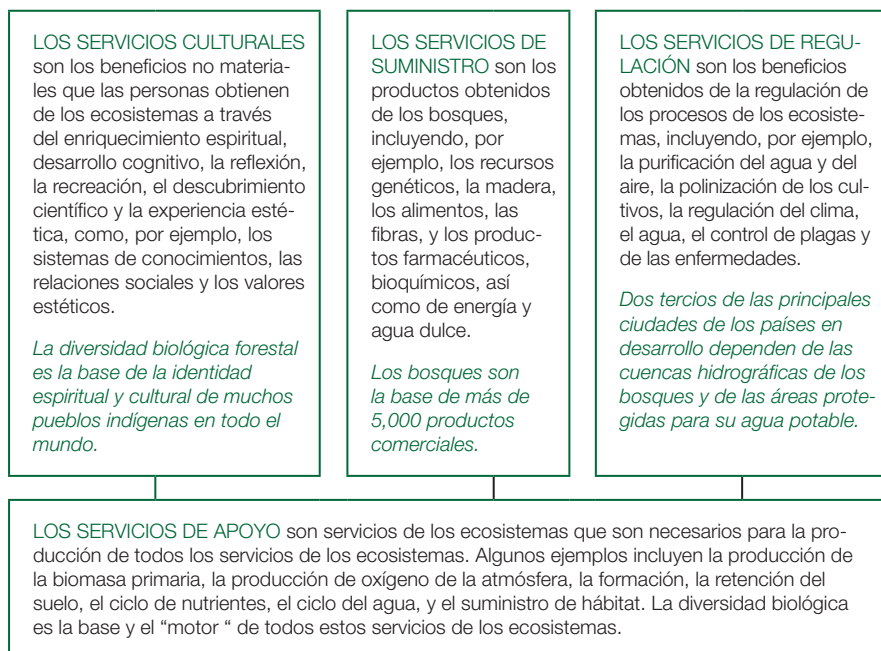 LOS SERVICIOS CULTURALES
son los beneficios no materia-
les que las personas obtienen
de los ecosistemas a través
del enriquecimiento espiritual,
desarrollo cognitivo, la reflexión,
la recreación, el descubrimiento
científico y la experiencia esté-
tica, como, por ejemplo, los
sistemas de conocimientos, las
relaciones sociales y los valores
estéticos.
La diversidad biológica forestal
es la base de la identidad
espiritual y cultural de muchos
pueblos indígenas en todo el
mundo.
LOS SERVICIOS DE
SUMINISTRO son los
productos obtenidos
de los bosques,
incluyendo, por
ejemplo, los recursos
genéticos, la madera,
los alimentos, las
fibras, y los produc-
tos farmacéuticos,
bioquímicos, así
como de energía y
agua dulce.
Los bosques son
la base de más de
5,000 productos
comerciales.
LOS SERVICIOS DE REGU-
LACIÓN son los beneficios
obtenidos de la regulación de
los procesos de los ecosiste-
mas, incluyendo, por ejemplo,
la purificación del agua y del
aire, la polinización de los cul-
tivos, la regulación del clima,
el agua, el control de plagas y
de las enfermedades.
Dos tercios de las principales
ciudades de los países en
desarrollo dependen de las
cuencas hidrográficas de los
bosques y de las áreas prote-
gidas para su agua potable.
LOS SERVICIOS DE APOYO son servicios de los ecosistemas que son necesarios para la pro-
ducción de todos los servicios de los ecosistemas. Algunos ejemplos incluyen la producción de
la biomasa primaria, la producción de oxígeno de la atmósfera, la formación, la retención del
suelo, el ciclo de nutrientes, el ciclo del agua, y el suministro de hábitat. La diversidad biológica
es la base y el “motor “ de todos estos servicios de los ecosistemas.